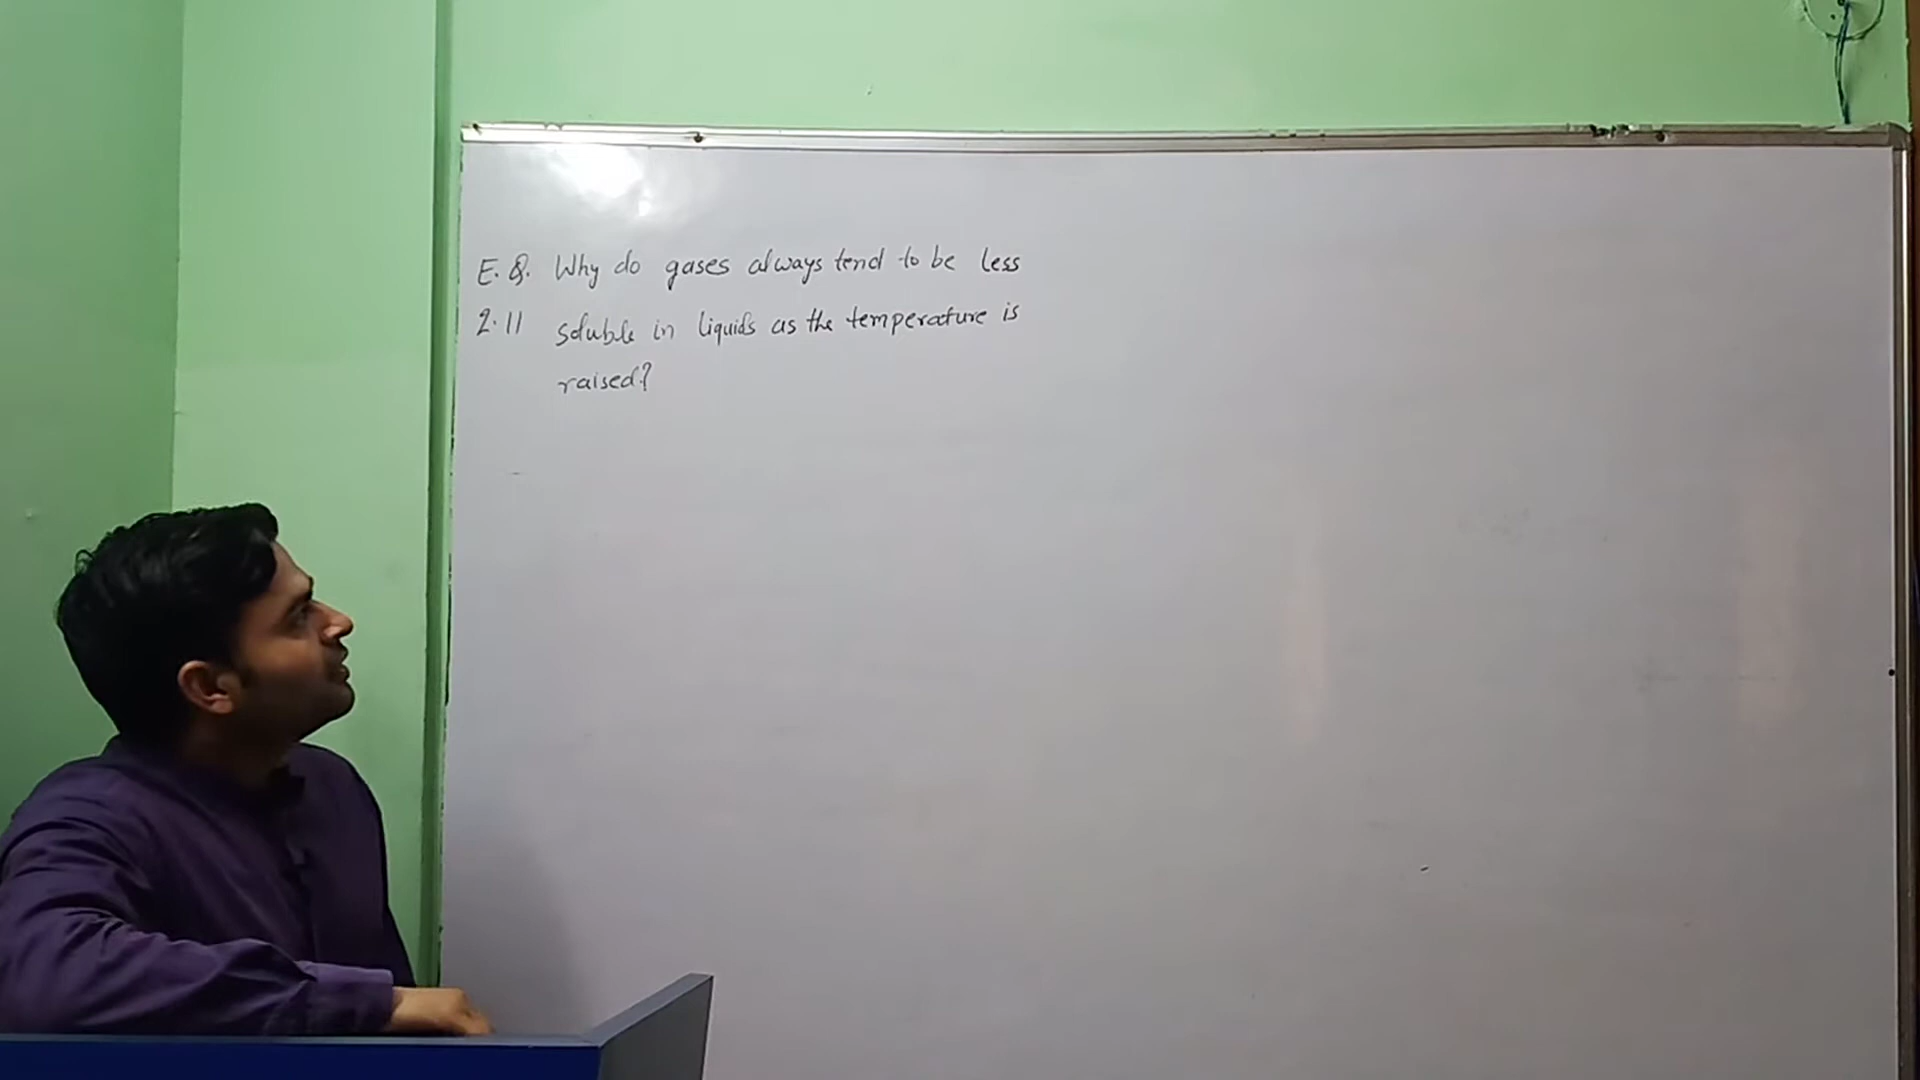 E.Q. Why do gases always tend to be less
2.11 soluble in liquids as the temperature is
raised?